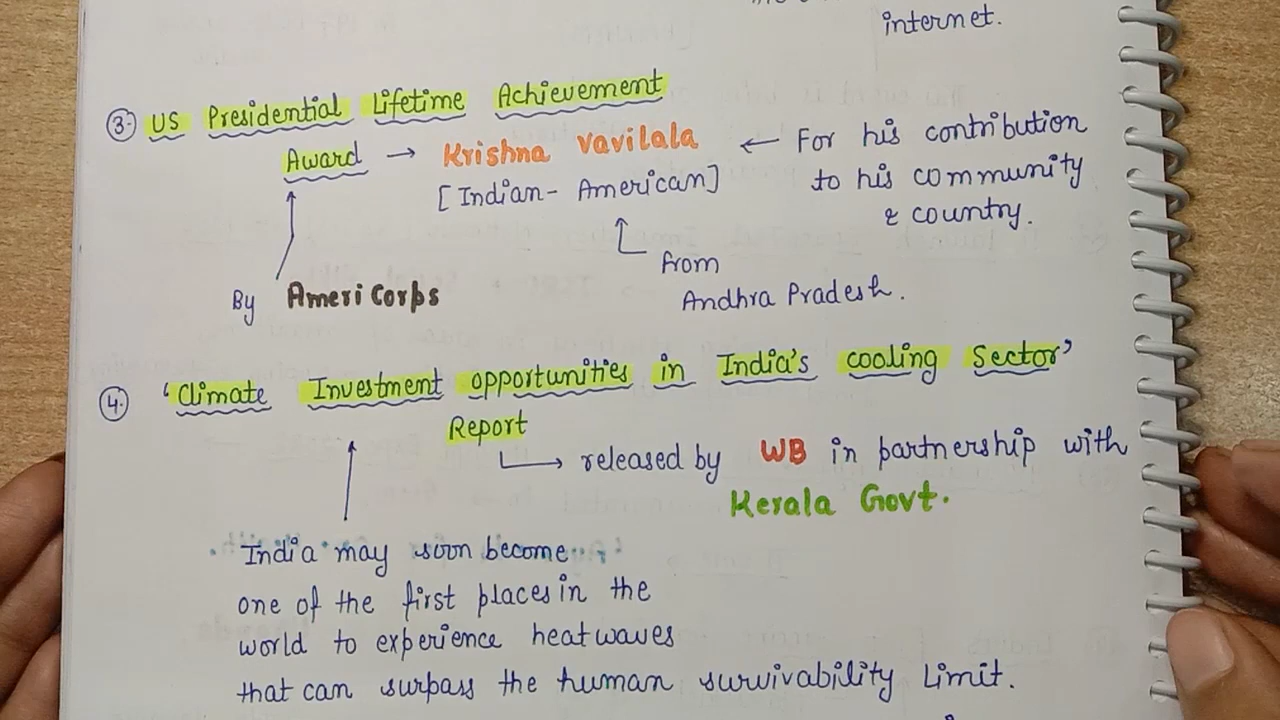 internet.
③ US Presidential Lifetime Achievement
Award → Krishna Vavilala ← For his contribution
[Indian-American] to his community
& country.
from
By AmeriCorps Andhra Pradesh.
④ 'Climate Investment opportunities in India's cooling Sector'
Report
→ released by WB in partnership with
Kerala Govt.
India may soon become
one of the first places in the
world to experience heatwaves
that can surpass the human survivability Limit.